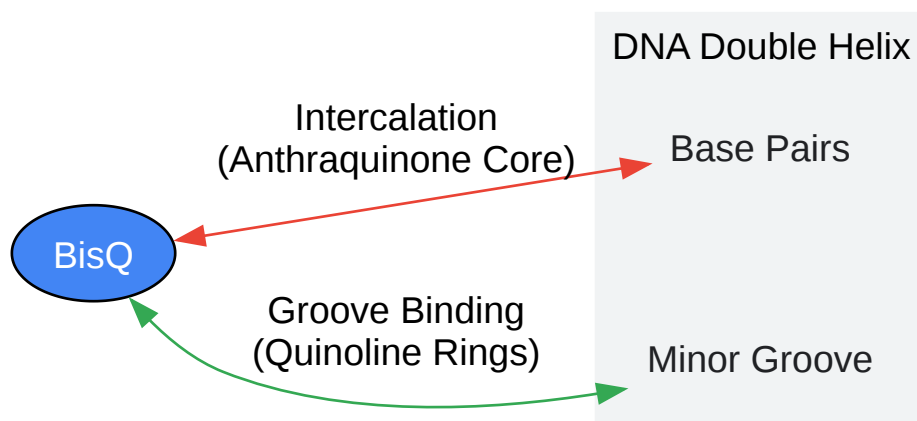 DNA Double Helix
Intercalation
(Anthraquinone Core)
Base Pairs
BisQ
Groove Binding
(Quinoline Rings)
Minor Groove